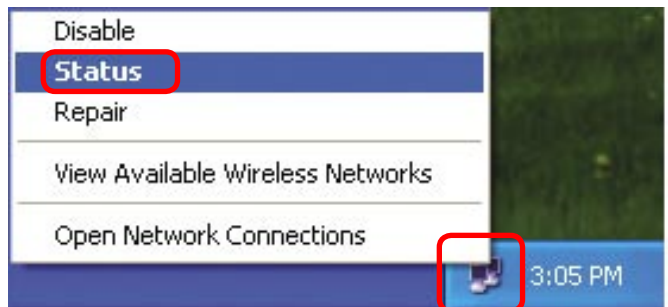 Disable
Status
Repair
View Available Wireless Networks
Open Network Connections
3:05 PM